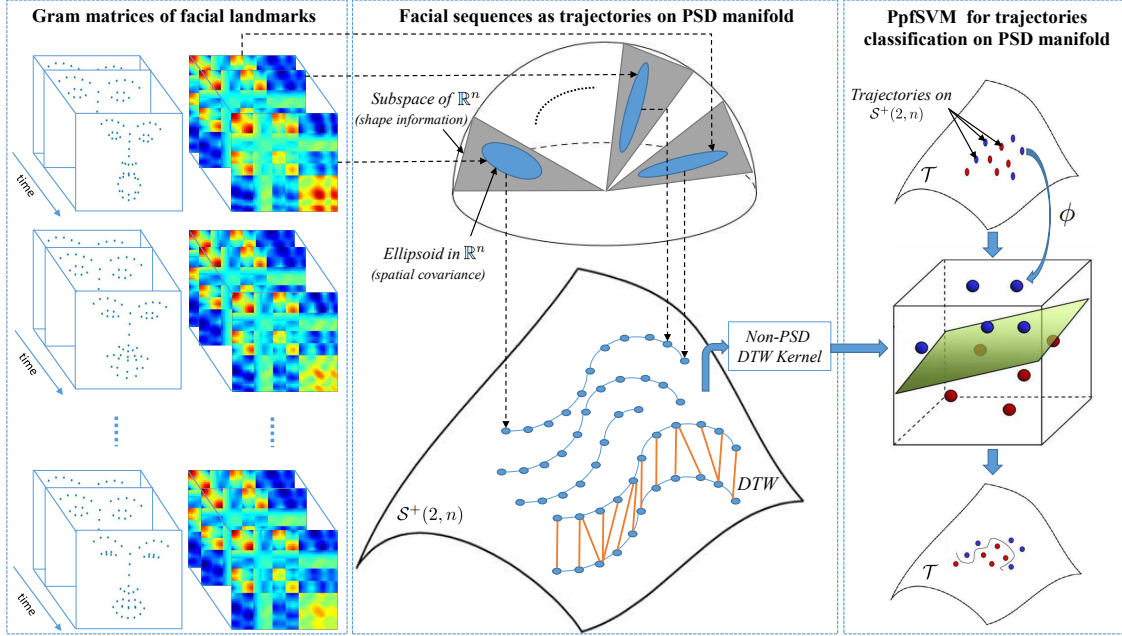 Gram matrices of facial landmarks
time
time
time
Facial sequences as trajectories on PSD manifold
Subspace of ℝⁿ
(shape information)
Ellipsoid in ℝⁿ
(spatial covariance)
Non-PSD
DTW Kernel
DTW
𝒮⁺(2, n)
PpfSVM for trajectories
classification on PSD manifold
Trajectories on
𝒮⁺(2, n)
𝒯
ϕ
𝒯